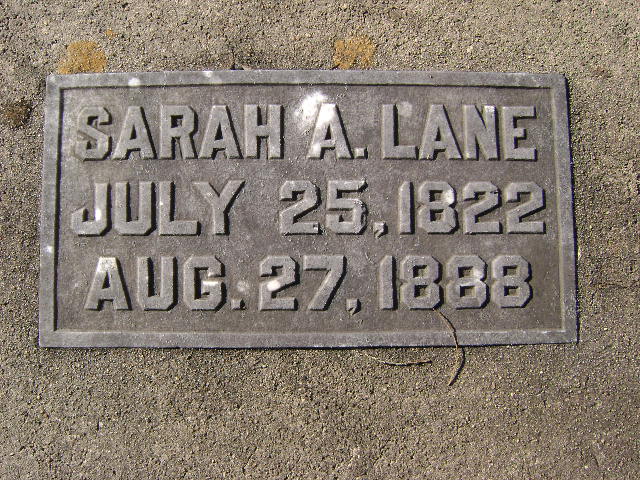 SARAH A. LANE
JULY 25, 1822
AUG. 27, 1888